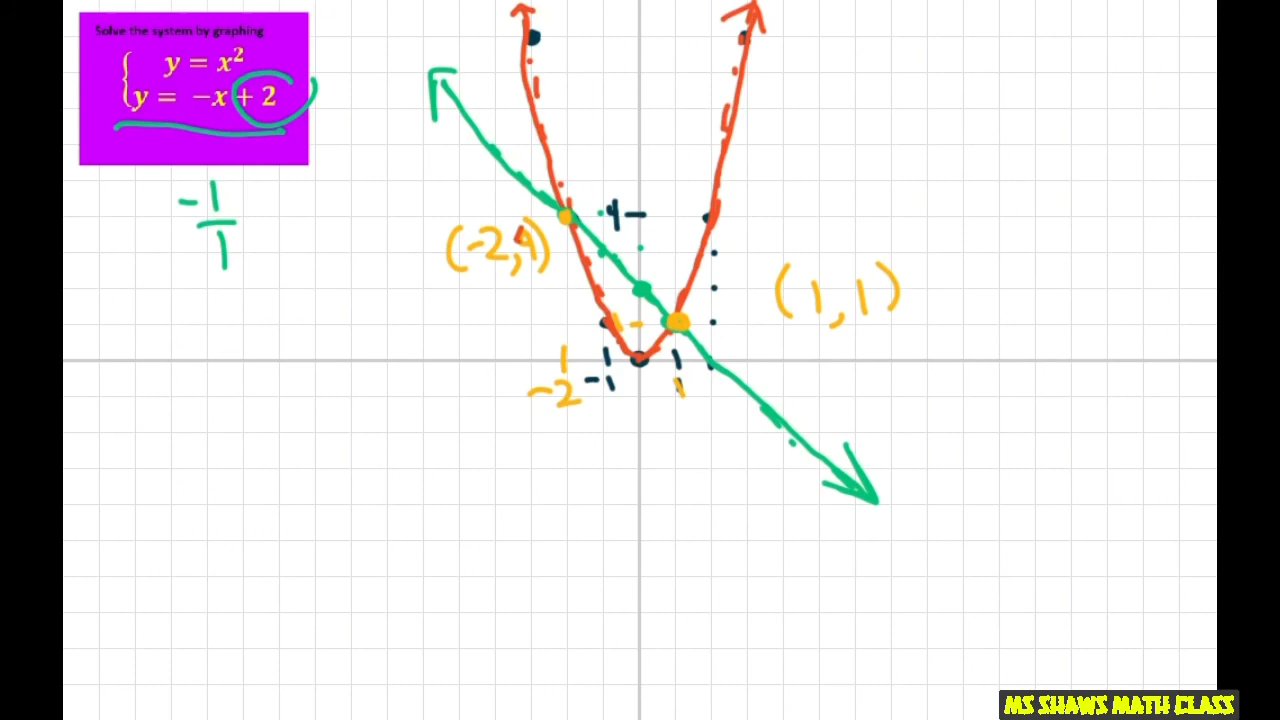 Solve the system by graphing
y = x²
y = -x + 2
-1
1
4
(-2,4)
(1,1)
1
-2 -1 1
MS SHAWS MATH CLASS